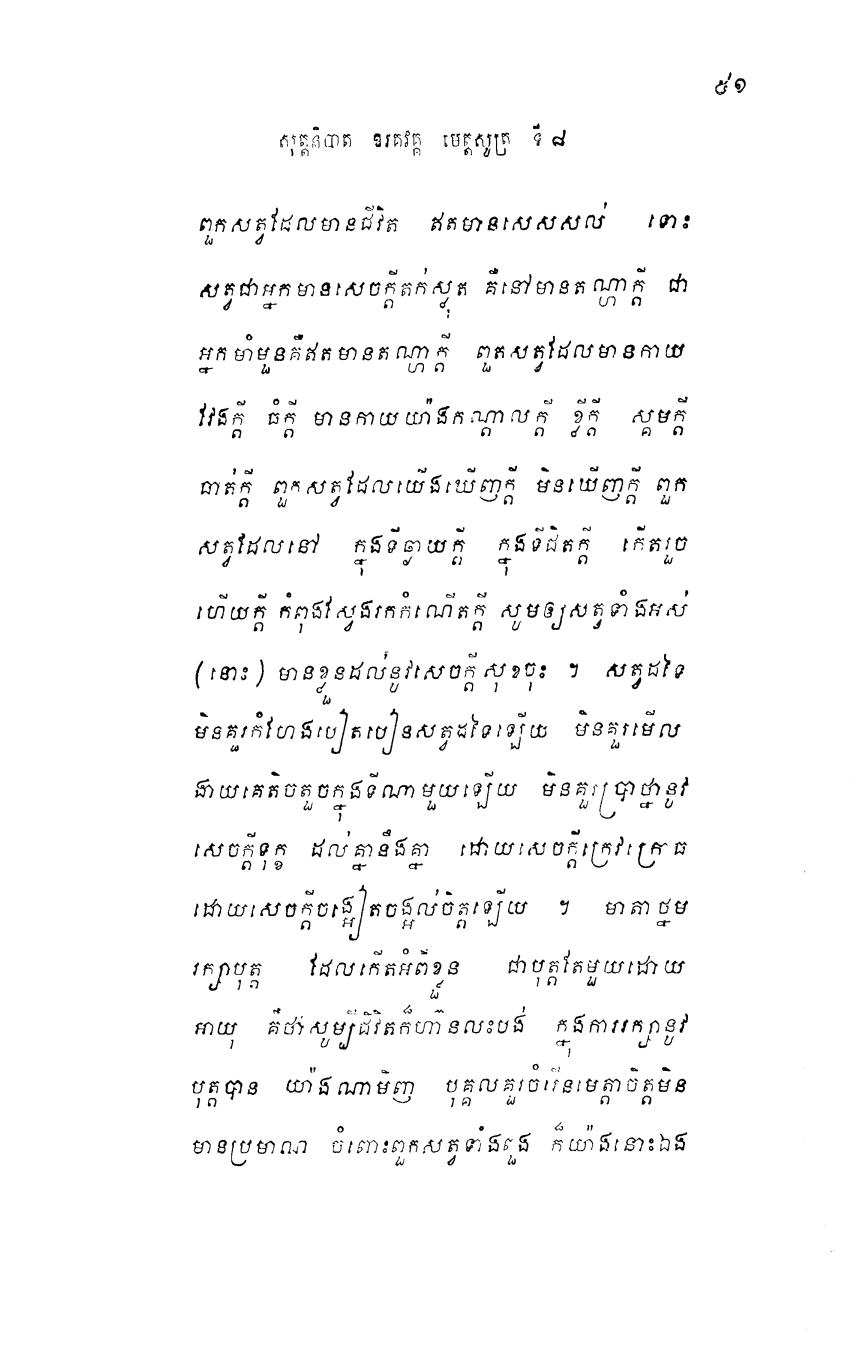 ៥១
សុត្តនិបាត ឧរគវគ្គ មេត្តសូត្រ ទី ៨
ពួកសត្វដែលមានជីវិត ឥតមានសេសសល់ ទោះ
សត្វជាអ្នកមានសេចក្តីតក់ស្លុត គឺនៅមានតណ្ហាក្តី ជា
អ្នកមាំមួនគឺឥតមានតណ្ហាក្តី ពួតសត្វដែលមានកាយ
វែងក្តី ធំក្តី មានកាយយ៉ាងកណ្តាលក្តី ខ្លីក្តី ស្គមក្តី
ធាត់ក្តី ពួកសត្វដែលយើងឃើញក្តី មិនឃើញក្តី ពួក
សត្វដែលនៅ ក្នុងទីឆ្ងាយក្តី ក្នុងទីជិតក្តី កើតរួច
ហើយក្តី កំពុងស្វែងរកកំណើតក្តី សូមឲ្យសត្វទាំងអស់
(នោះ) មានខ្លួនដល់នូវសេចក្តីសុខចុះ ។ សត្វដទៃ
មិនគួរកំហែងបៀតបៀនសត្វដទៃឡើយ មិនគួរមើល
ងាយគេតិចតួចក្នុងទីណាមួយឡើយ មិនគួរប្រាថ្នានូវ
សេចក្តីទុក្ខ ដល់គ្នានឹងគ្នា ដោយសេចក្តីក្រេវក្រោធ
ដោយសេចក្តីចង្អៀតចង្អល់ចិត្តឡើយ ។ មាតាថ្នម
រក្សាបុត្ត ដែលកើតអំពីខ្លួន ជាបុត្តតែមួយដោយ
អាយុ គឺថាសូម្បីជីវិតក៏ហ៊ានលះបង់ ក្នុងការរក្សានូវ
បុត្តបាន យ៉ាងណាមិញ បុគ្គលគួរចំរើនមេត្តាចិត្តមិន
មានប្រមាណ ចំពោះពួកសត្វទាំងពួង ក៏យ៉ាងនោះឯង